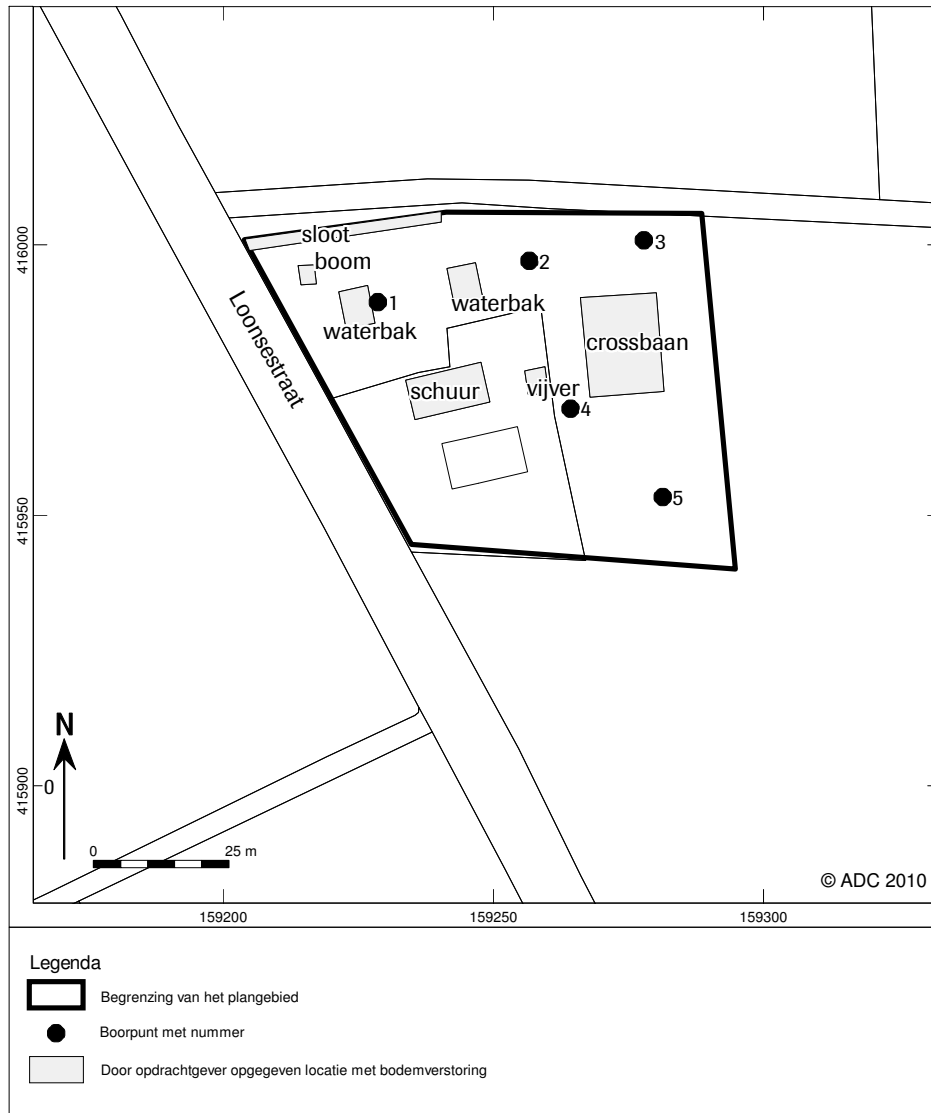 3
2
sloot
boom
416000
1
waterbak
waterbak
crossbaan
Loonsestraat
schuur
vijver
4
5
415950
N
415900
0
0
25 m
© ADC 2010
159200
159250
159300
Legenda
Begrenzing van het plangebied
Boorpunt met nummer
Door opdrachtgever opgegeven locatie met bodemverstoring